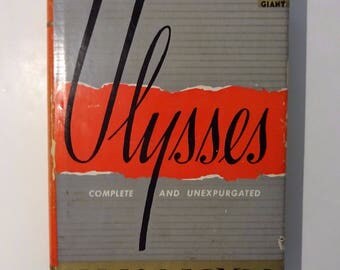 GIANT
Ulysses
COMPLETE AND UNEXPURGATED